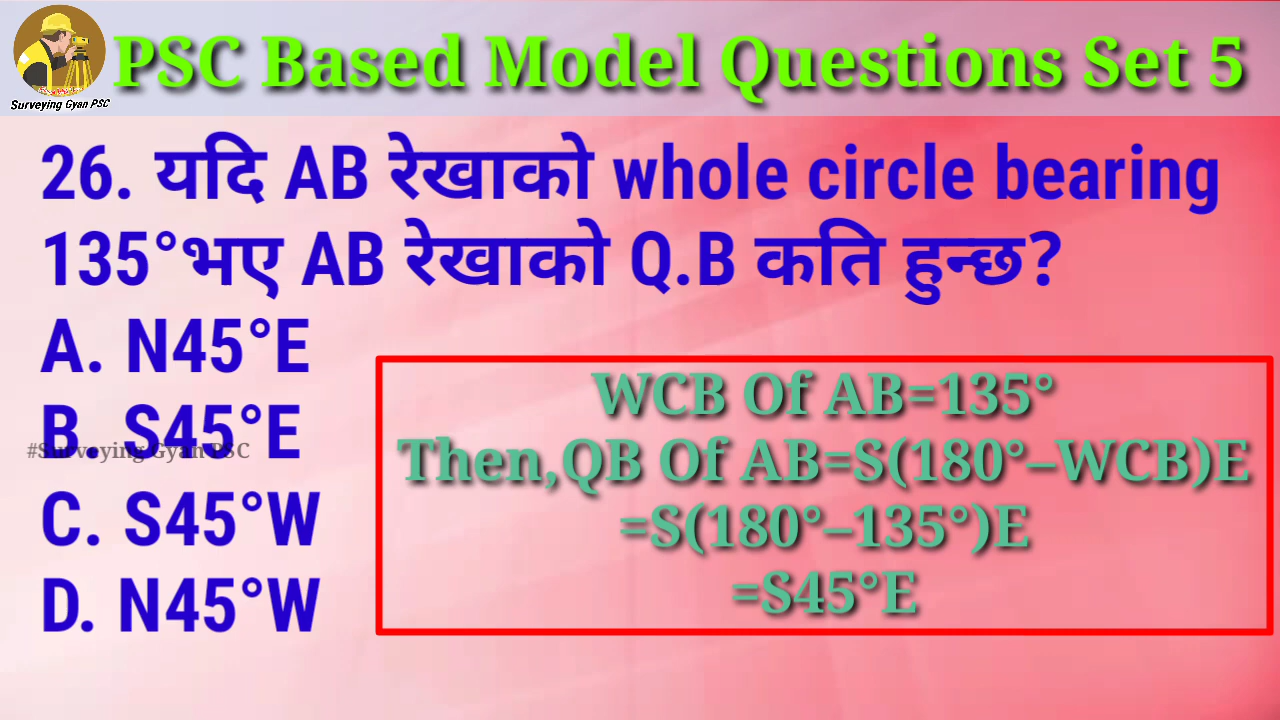 PSC Based Model Questions Set 5
Surveying Gyan PSC
26. यदि AB रेखाको whole circle bearing
135°भए AB रेखाको Q.B कति हुन्छ?
A. N45°E
B. S45°E
#Surveying Gyan PSC
C. S45°W
D. N45°W
WCB Of AB=135°
Then,QB Of AB=S(180°–WCB)E
=S(180°–135°)E
=S45°E